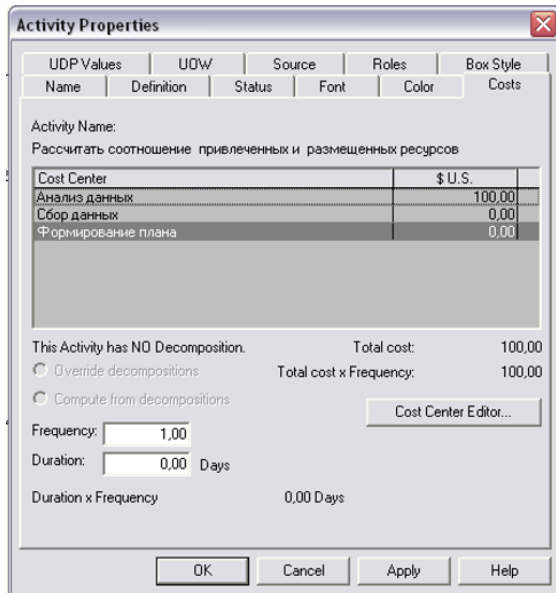 Activity Properties
UDP Values UOW Source Roles Box Style
Name Definition Status Font Color Costs
Activity Name:
Рассчитать соотношение привлеченных и размещенных ресурсов
Cost Center $ U.S.
Анализ данных 100,00
Сбор данных 0,00
Формирование плана 0,00
This Activity has NO Decomposition. Total cost: 100,00
Override decompositions Total cost x Frequency: 100,00
Compute from decompositions
Cost Center Editor...
Frequency: 1,00
Duration: 0,00 Days
Duration x Frequency 0,00 Days
OK Cancel Apply Help